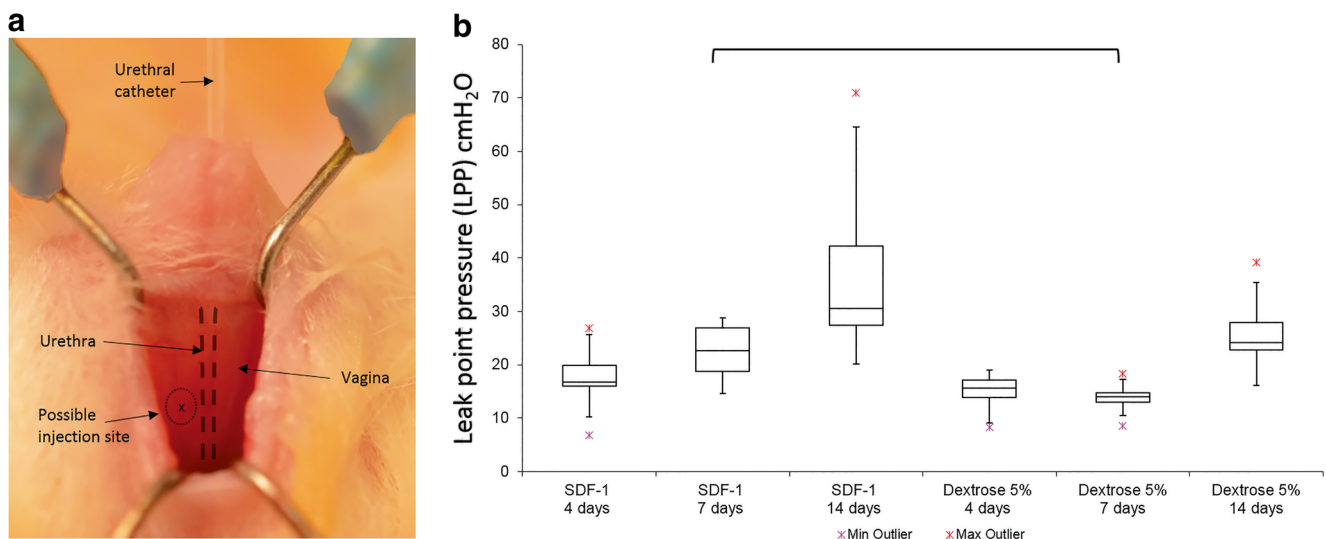 a
Urethral
catheter
Urethra
Possible
injection site
x
Vagina
b
Leak point pressure (LPP) cmH₂O
80
70
60
50
40
30
20
10
0
SDF-1
4 days
SDF-1
7 days
SDF-1
14 days
Dextrose 5%
4 days
Dextrose 5%
7 days
Dextrose 5%
14 days
Min Outlier
Max Outlier